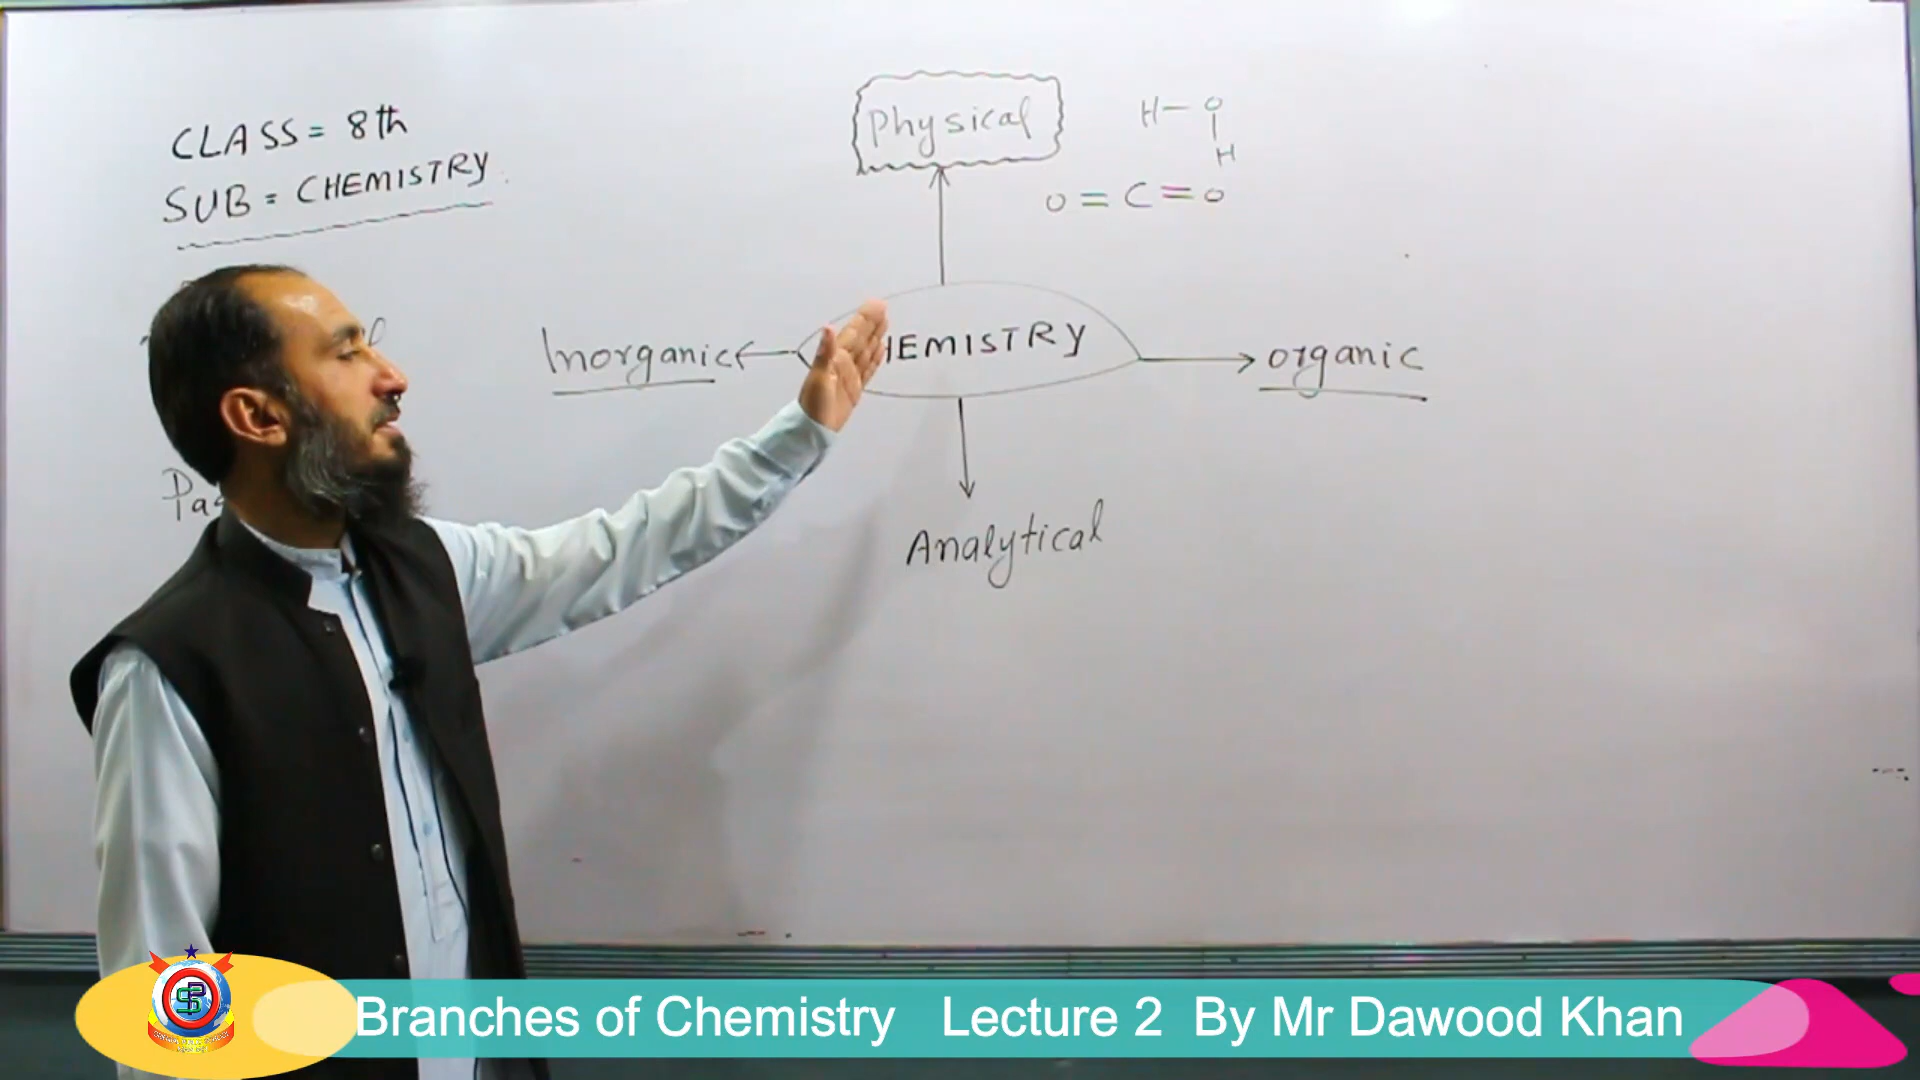 CLASS = 8th
SUB = CHEMISTRY
Physical
H — O
|
H
O = C = O
Inorganic
HEMISTRY
organic
Analytical
Branches of Chemistry Lecture 2 By Mr Dawood Khan